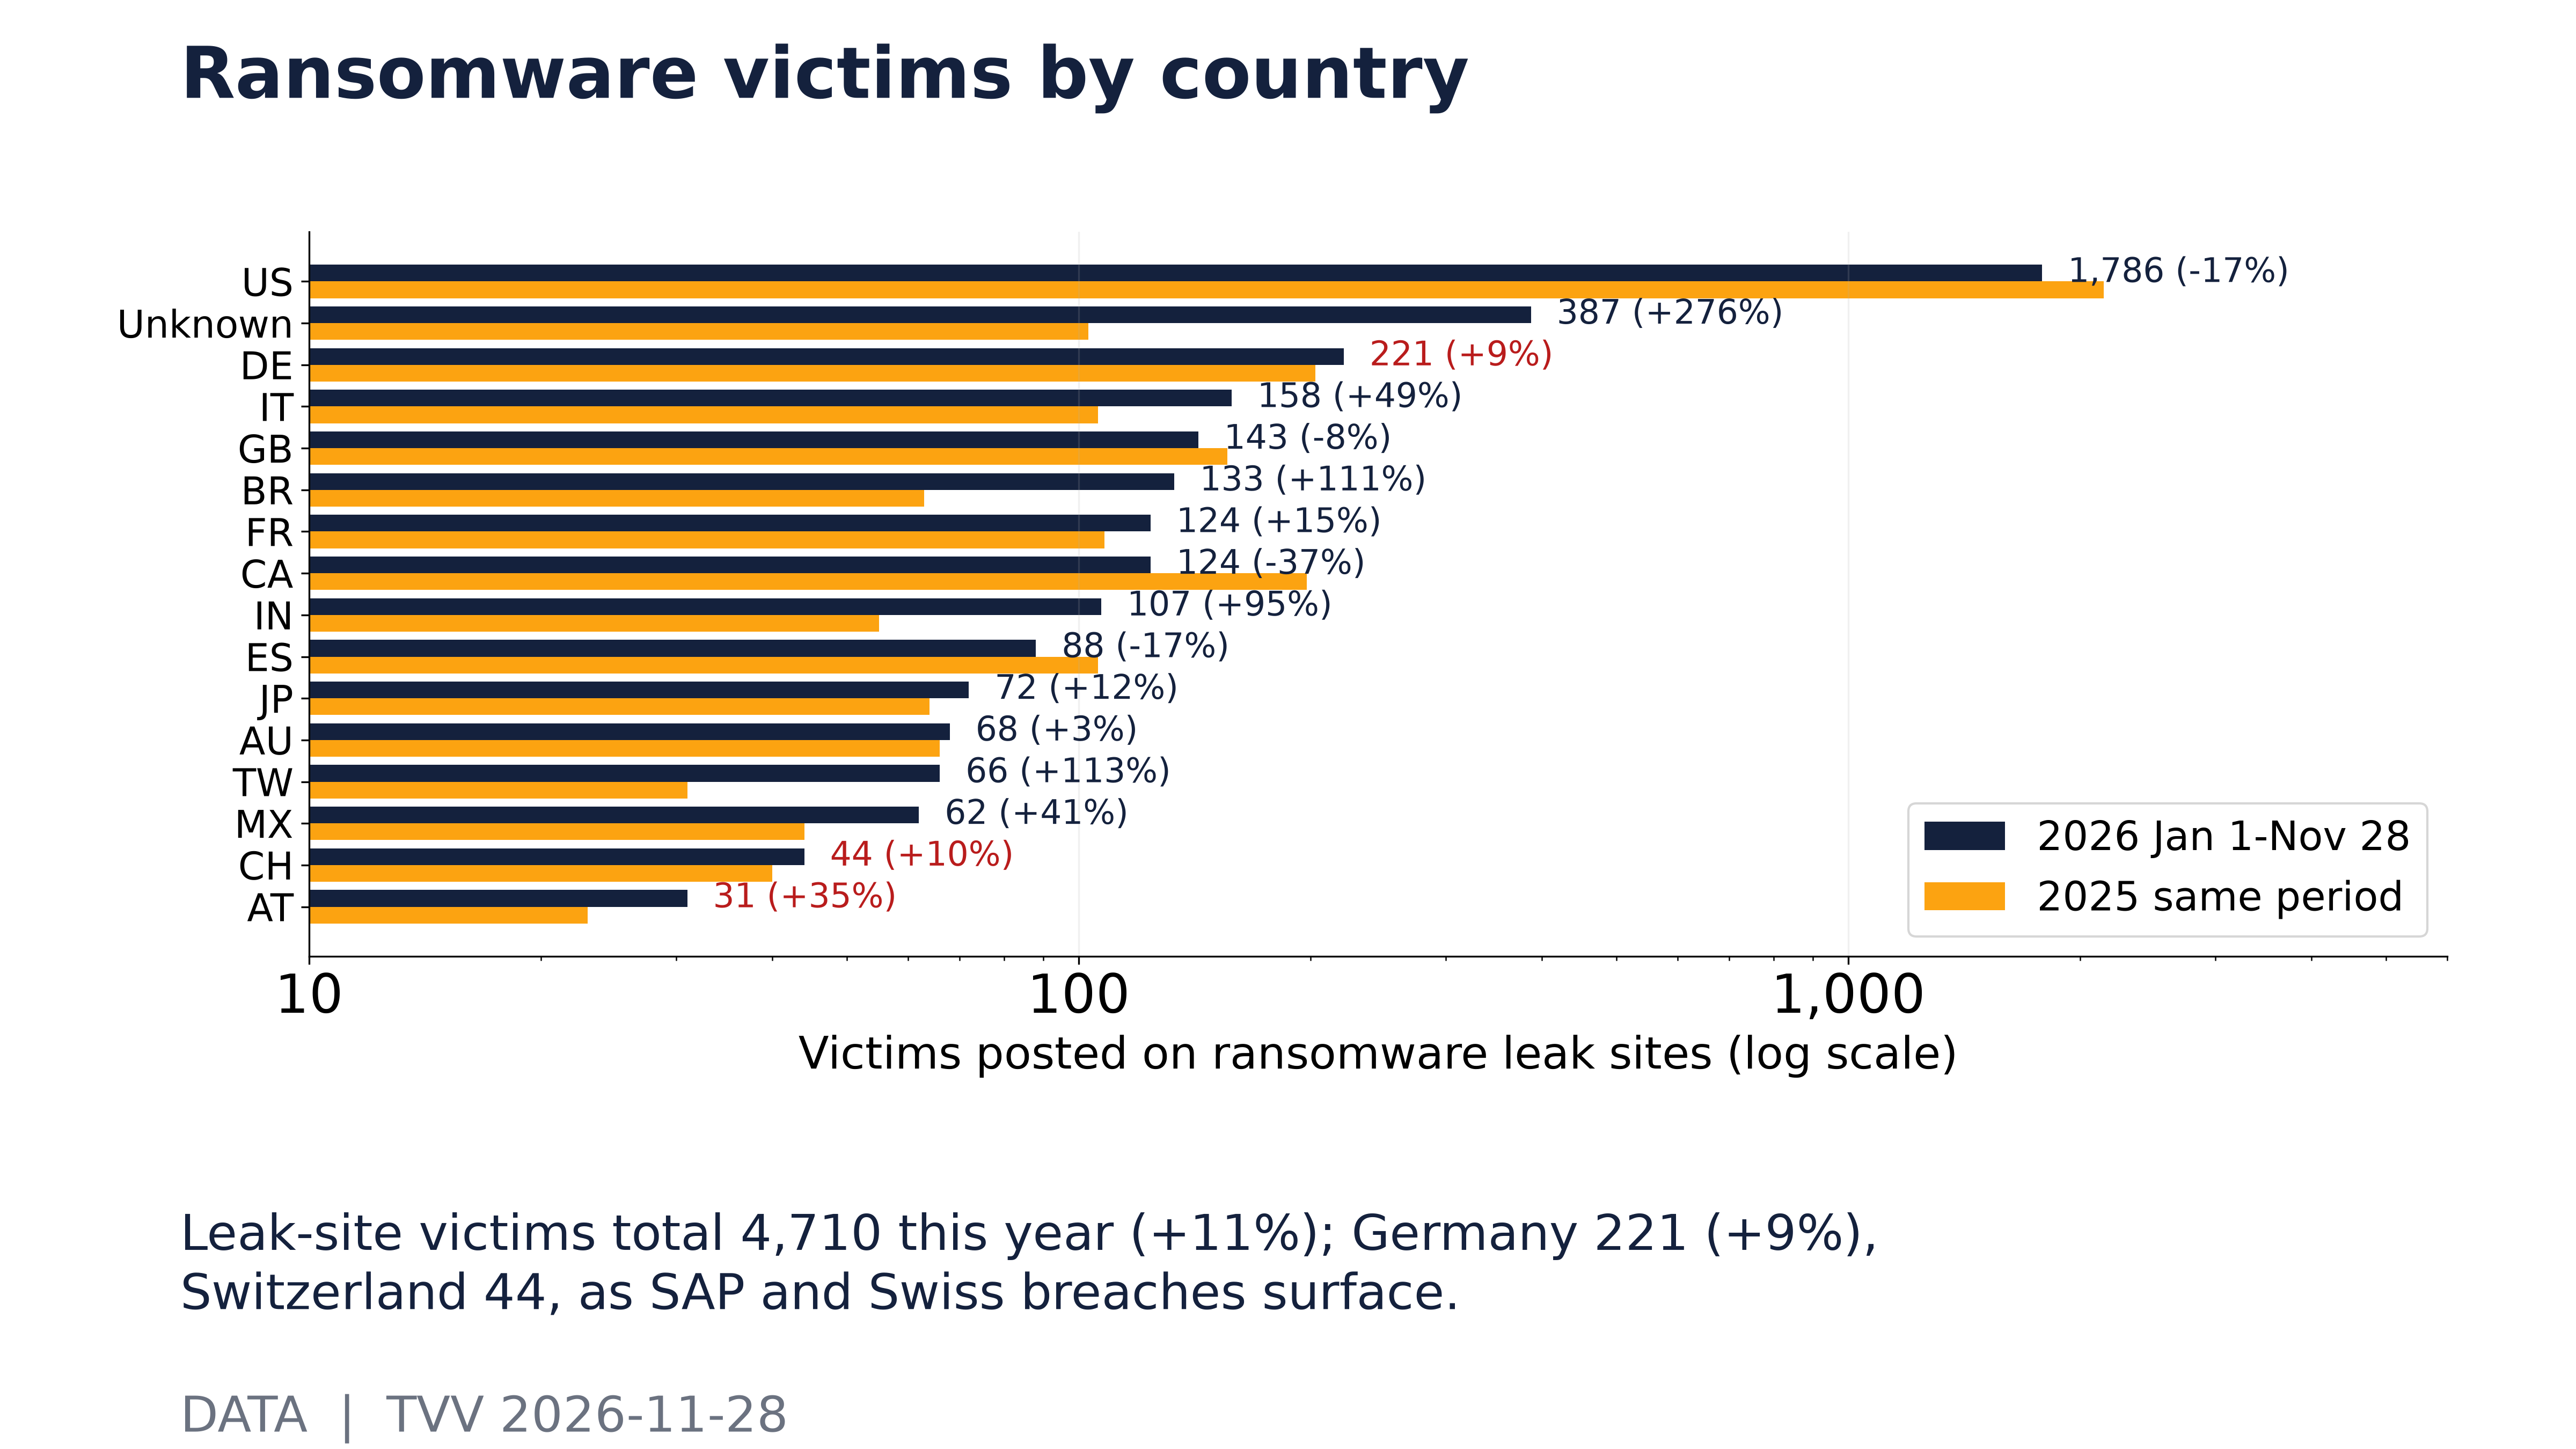 Ransomware victims by country
US 1,786 (-17%)
Unknown 387 (+276%)
DE 221 (+9%)
IT 158 (+49%)
GB 143 (-8%)
BR 133 (+111%)
FR 124 (+15%)
CA 124 (-37%)
IN 107 (+95%)
ES 88 (-17%)
JP 72 (+12%)
AU 68 (+3%)
TW 66 (+113%)
MX 62 (+41%)
CH 44 (+10%)
AT 31 (+35%)
2026 Jan 1-Nov 28
2025 same period
10 100 1,000
Victims posted on ransomware leak sites (log scale)
Leak-site victims total 4,710 this year (+11%); Germany 221 (+9%),
Switzerland 44, as SAP and Swiss breaches surface.
DATA | TVV 2026-11-28